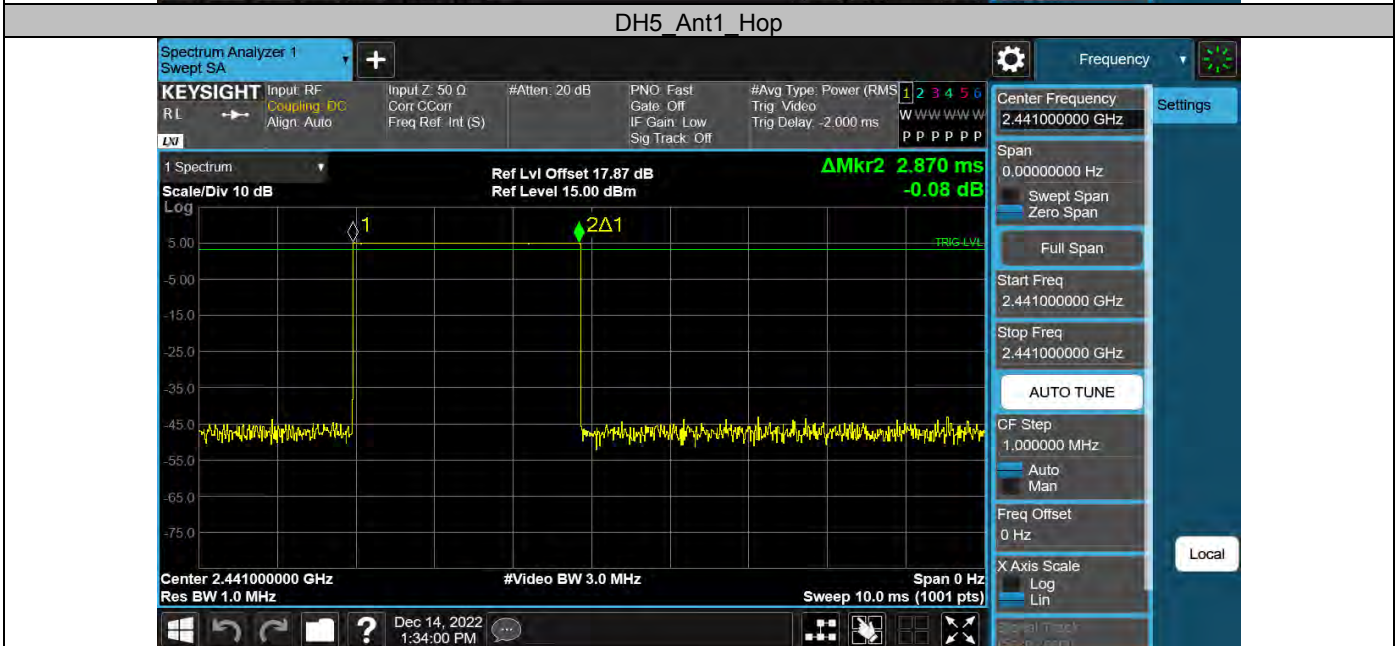 DH5_Ant1_Hop
Spectrum Analyzer 1
Swept SA
Frequency
KEYSIGHT
RL
LXI
Input: RF
Coupling: DC
Align: Auto
Input Z: 50 Ω
Corr CCorr
Freq Ref: Int (S)
#Atten: 20 dB
PNO: Fast
Gate: Off
IF Gain: Low
Sig Track: Off
#Avg Type: Power (RMS
Trig: Video
Trig Delay: -2.000 ms
1 2 3 4 5 6
W W W W W W
P P P P P P
1 Spectrum
Scale/Div 10 dB
Log
Ref Lvl Offset 17.87 dB
Ref Level 15.00 dBm
ΔMkr2 2.870 ms
-0.08 dB
1
2Δ1
TRIG LVL
5.00
-5.00
-15.0
-25.0
-35.0
-45.0
-55.0
-65.0
-75.0
Center 2.441000000 GHz
Res BW 1.0 MHz
#Video BW 3.0 MHz
Span 0 Hz
Sweep 10.0 ms (1001 pts)
Dec 14, 2022
1:34:00 PM
Center Frequency
2.441000000 GHz
Span
0.00000000 Hz
Swept Span
Zero Span
Full Span
Start Freq
2.441000000 GHz
Stop Freq
2.441000000 GHz
AUTO TUNE
CF Step
1.000000 MHz
Auto
Man
Freq Offset
0 Hz
X Axis Scale
Log
Lin
Signal Track
Settings
Local